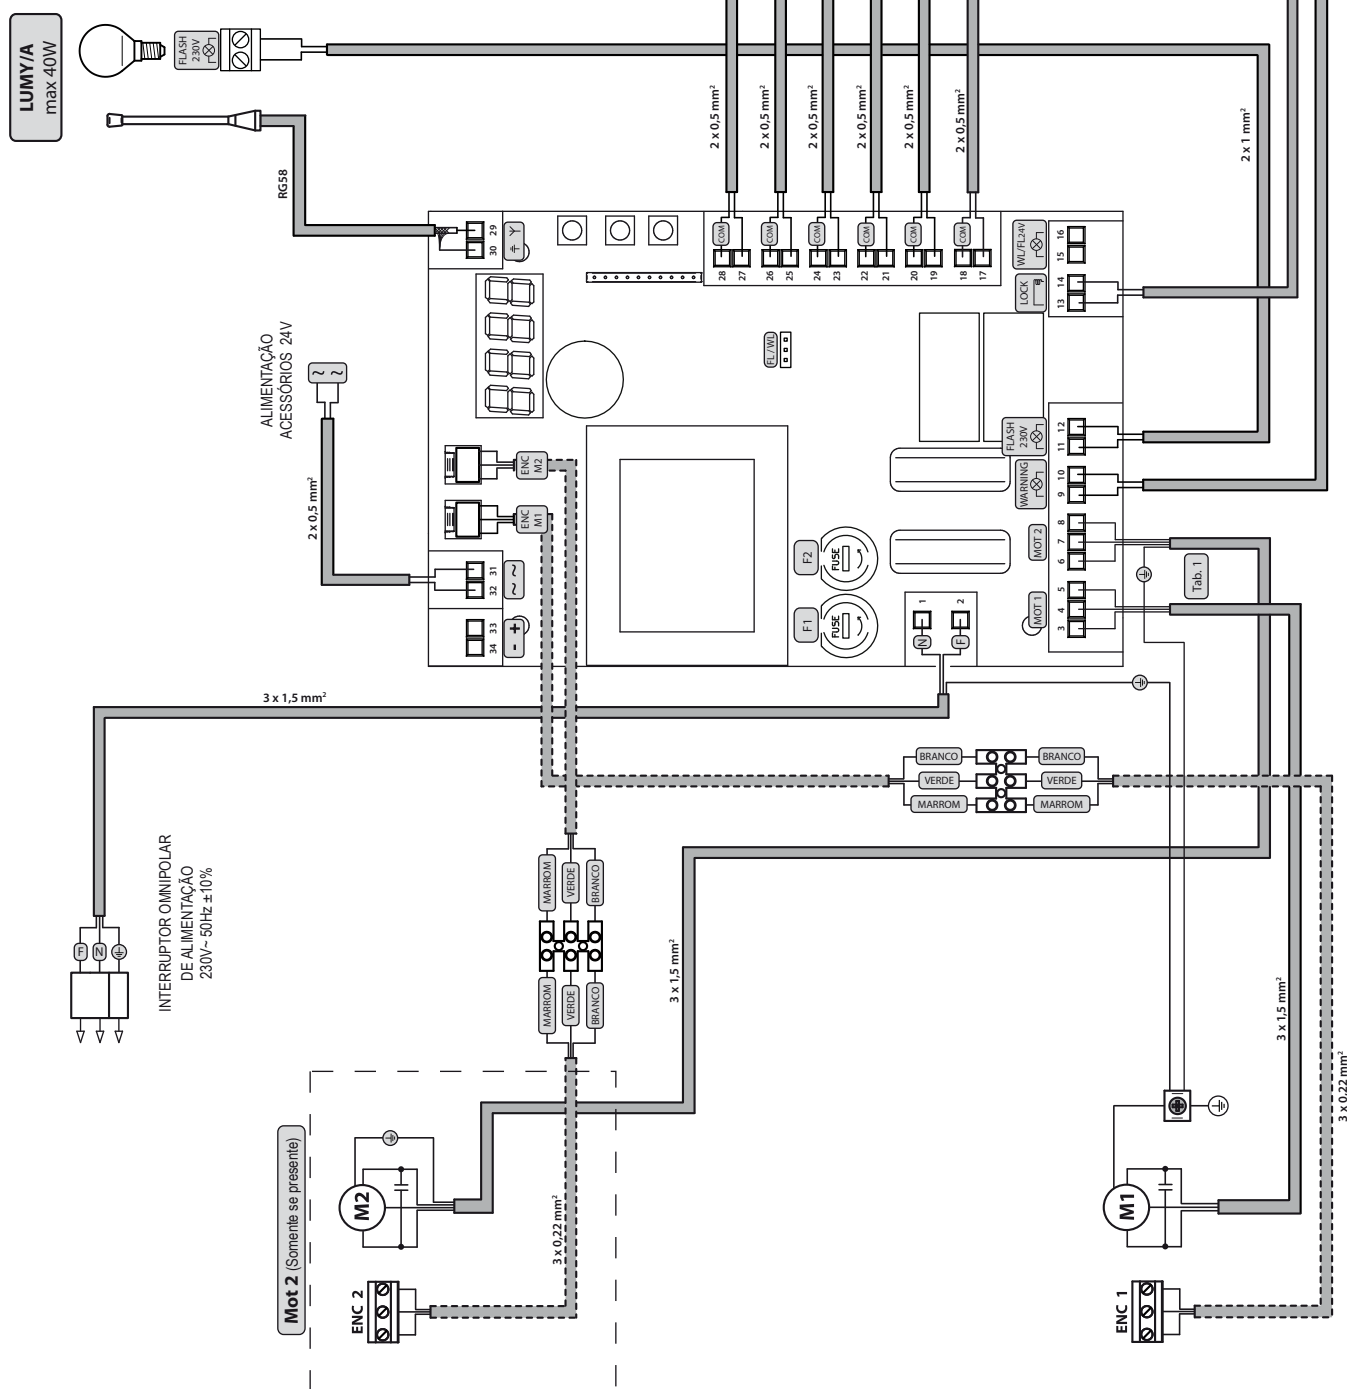 LUMY/A
max 40W
FLASH
230V
RG58
2 x 0,5 mm²
2 x 0,5 mm²
2 x 0,5 mm²
2 x 0,5 mm²
2 x 0,5 mm²
2 x 0,5 mm²
2 x 1 mm²
29
30
COM
28
27
COM
26
25
COM
24
23
COM
22
21
COM
20
19
COM
18
17
WL/FL24V
16
15
LOCK
14
13
ALIMENTAÇÃO
ACESSÓRIOS 24V
~ ~
2 x 0,5 mm²
FL / WL
ENC
M2
ENC
M1
31
32
~ ~
33
34
- +
F2
FUSE
F1
FUSE
FLASH
230V
12
11
WARNING
10
9
MOT 2
8
7
6
MOT 1
5
4
3
1
2
N
F
Tab. 1
3 x 1,5 mm²
BRANCO
BRANCO
VERDE
VERDE
MARROM
MARROM
INTERRUPTOR OMNIPOLAR
DE ALIMENTAÇÃO
230V~ 50Hz ±10%
F
N
MARROM
VERDE
BRANCO
MARROM
VERDE
BRANCO
3 x 1,5 mm²
3 x 1,5 mm²
3 x 0,22 mm²
Mot 2 (Somente se presente)
M2
3 x 0,22 mm²
ENC 2
M1
ENC 1